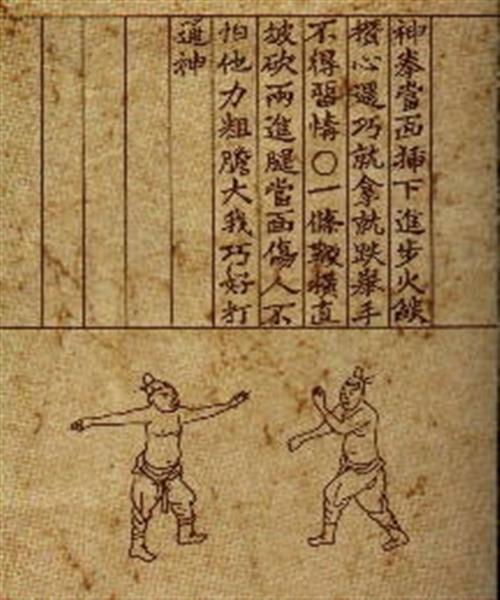 神拳當面揷下進步火焰
攢心遇巧就拿就跌舉手
不得留情〇一條鞭橫直
披砍兩進腿當面傷人不
怕他力粗膽大我巧好打
通神